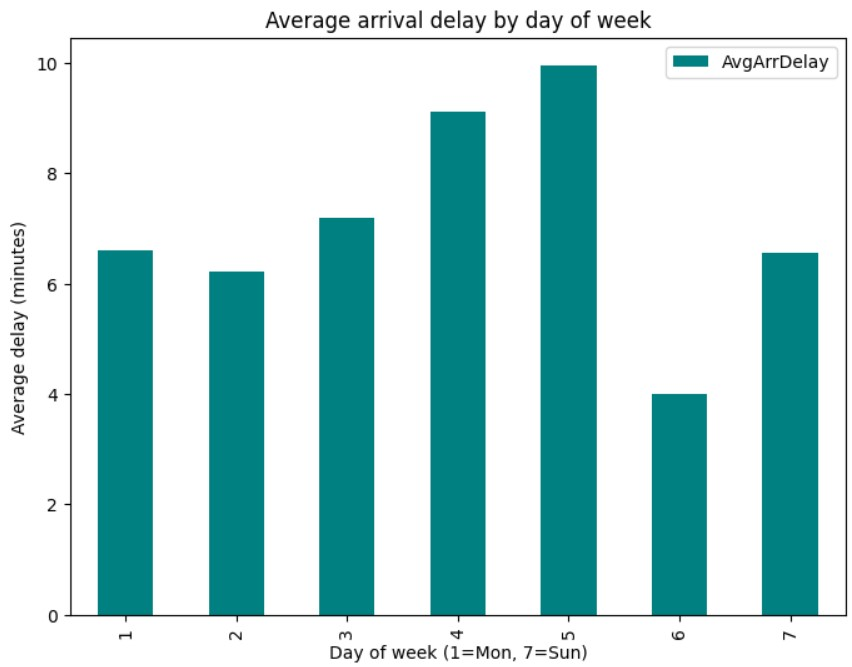 Average arrival delay by day of week
AvgArrDelay
Average delay (minutes)
10
8
6
4
2
0
1 2 3 4 5 6 7
Day of week (1=Mon, 7=Sun)